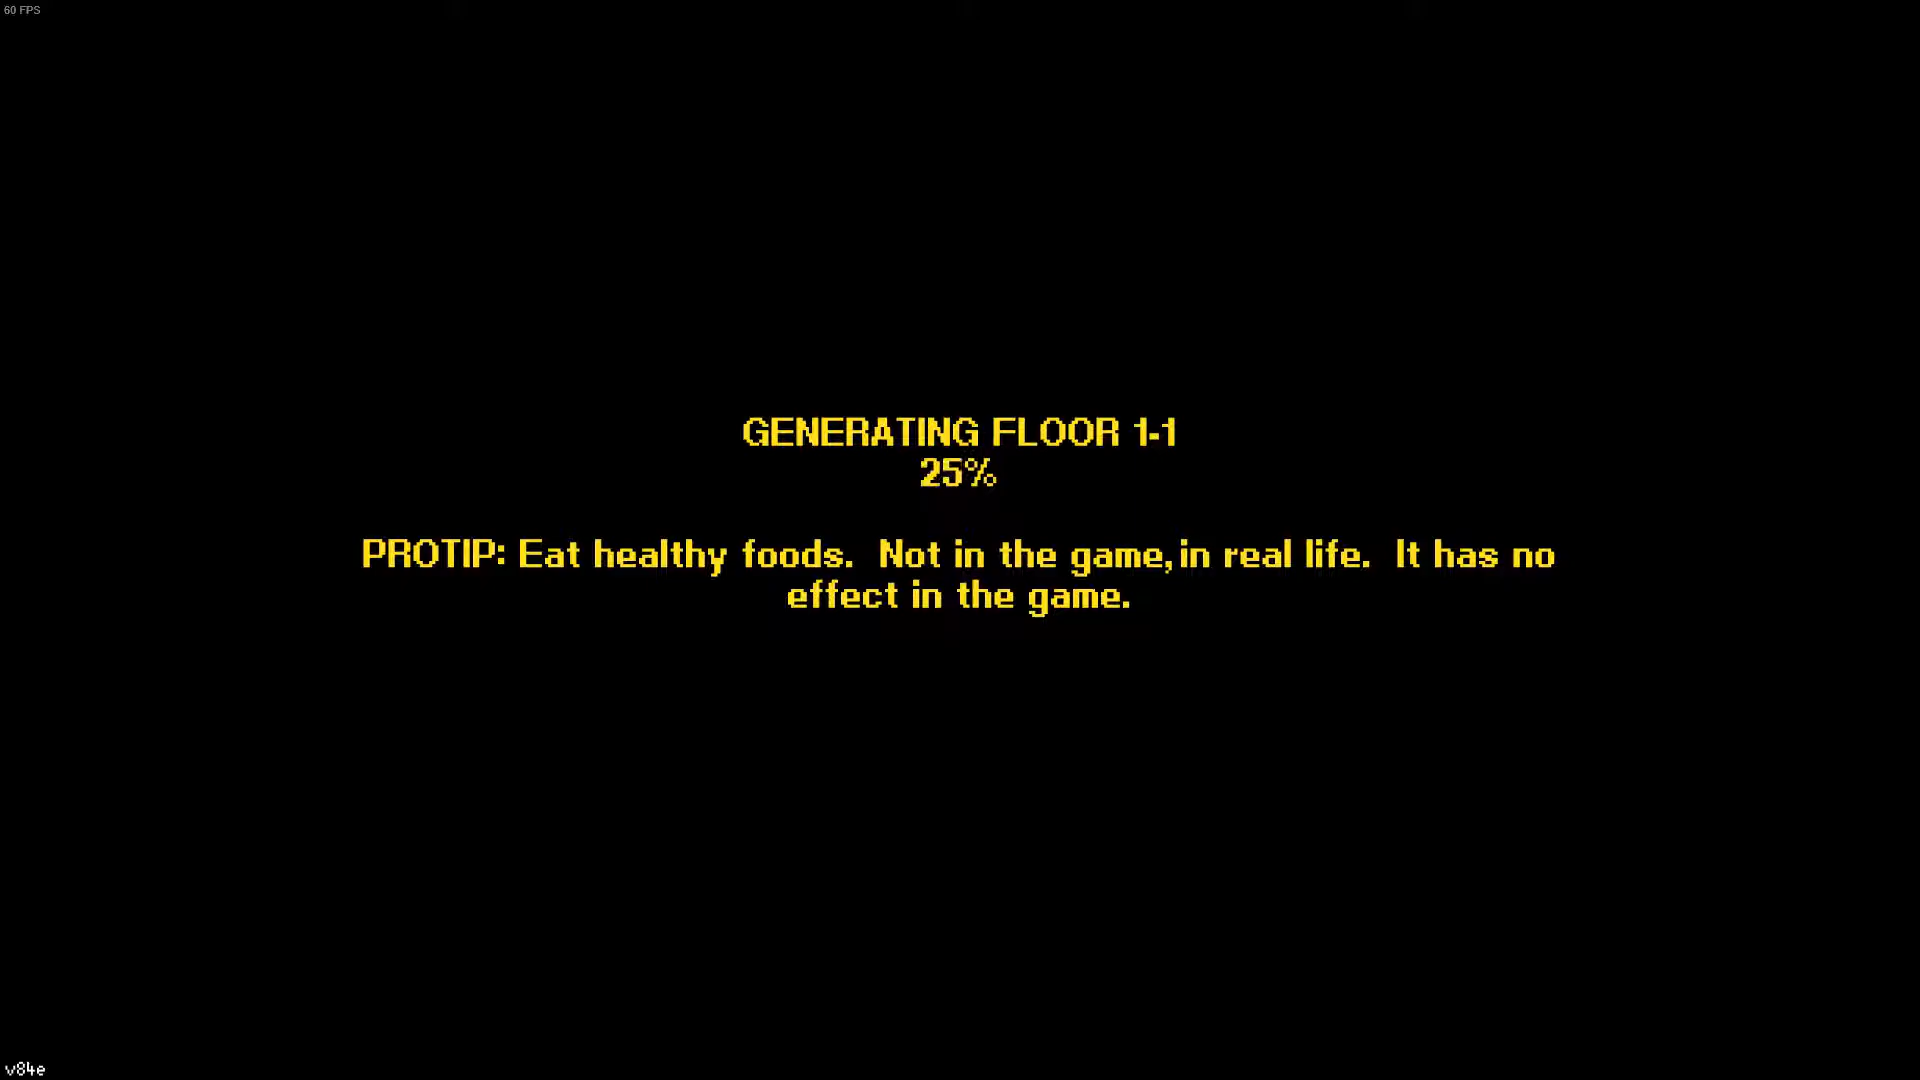 60 FPS
GENERATING FLOOR 1-1
25%
PROTIP: Eat healthy foods.  Not in the game, in real life.  It has no
effect in the game.
v84e